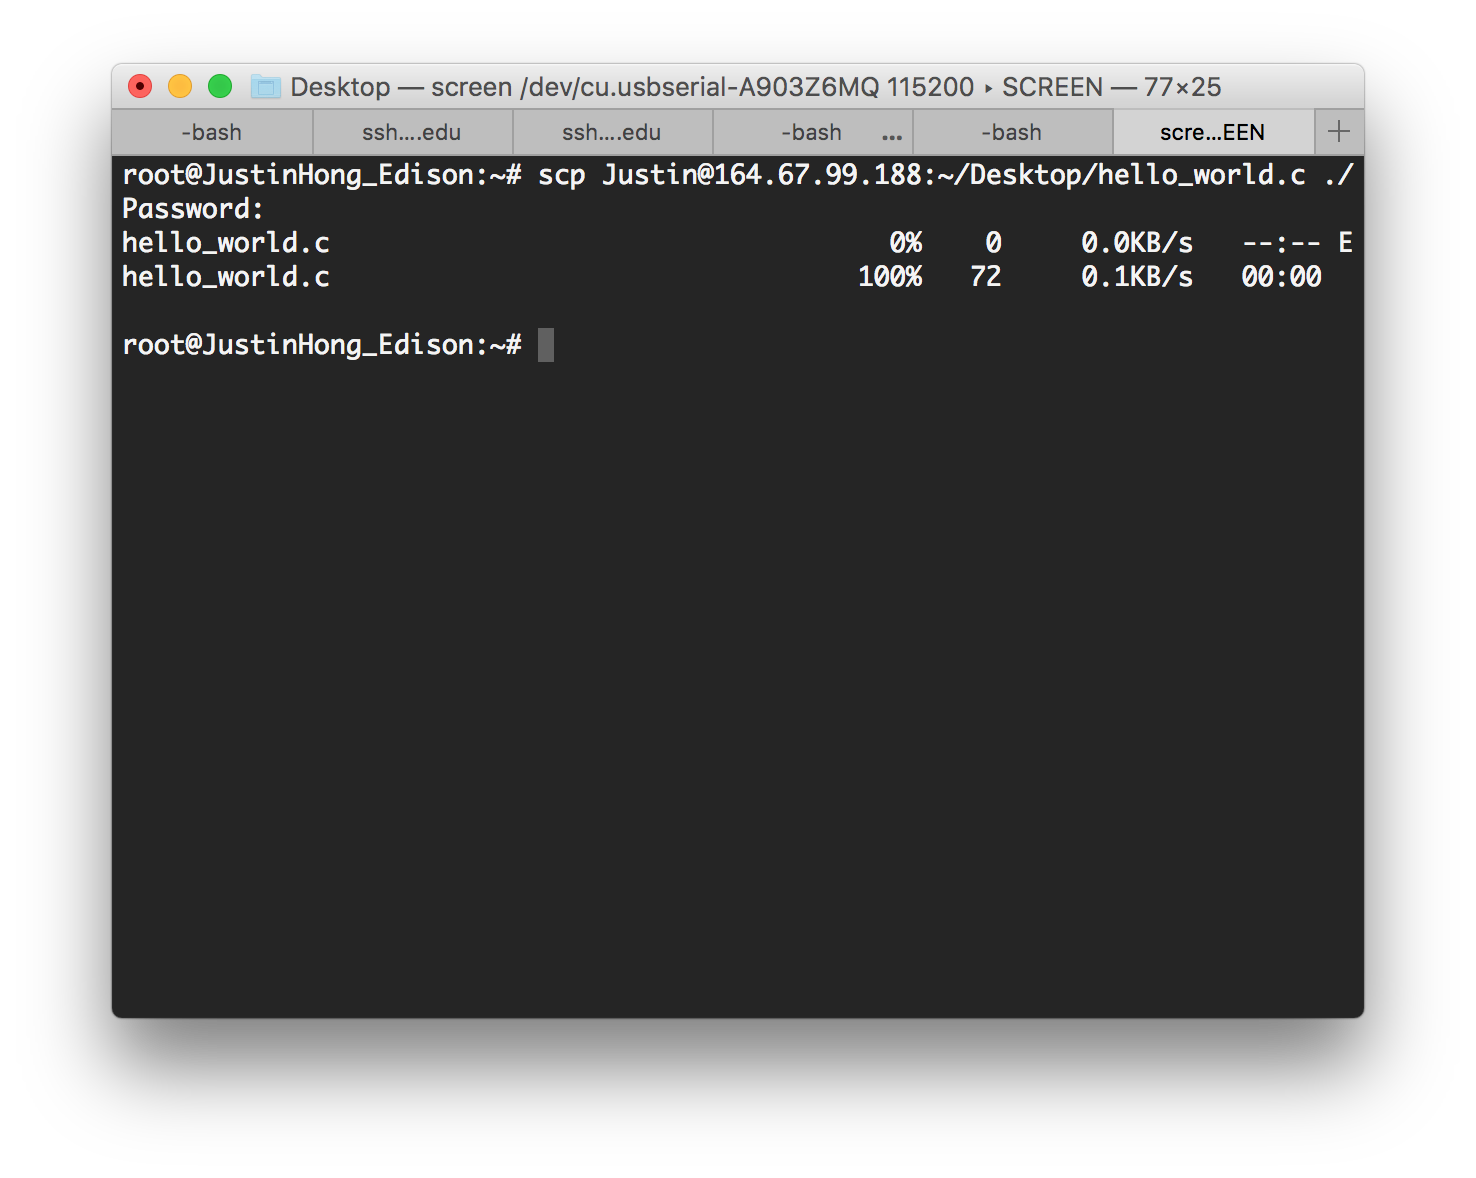 Desktop — screen /dev/cu.usbserial-A903Z6MQ 115200 ▸ SCREEN — 77×25
-bash ssh....edu ssh....edu -bash ... -bash scre...EEN +
root@JustinHong_Edison:~# scp Justin@164.67.99.188:~/Desktop/hello_world.c ./
Password:
hello_world.c 0% 0 0.0KB/s --:-- E
hello_world.c 100% 72 0.1KB/s 00:00
root@JustinHong_Edison:~#